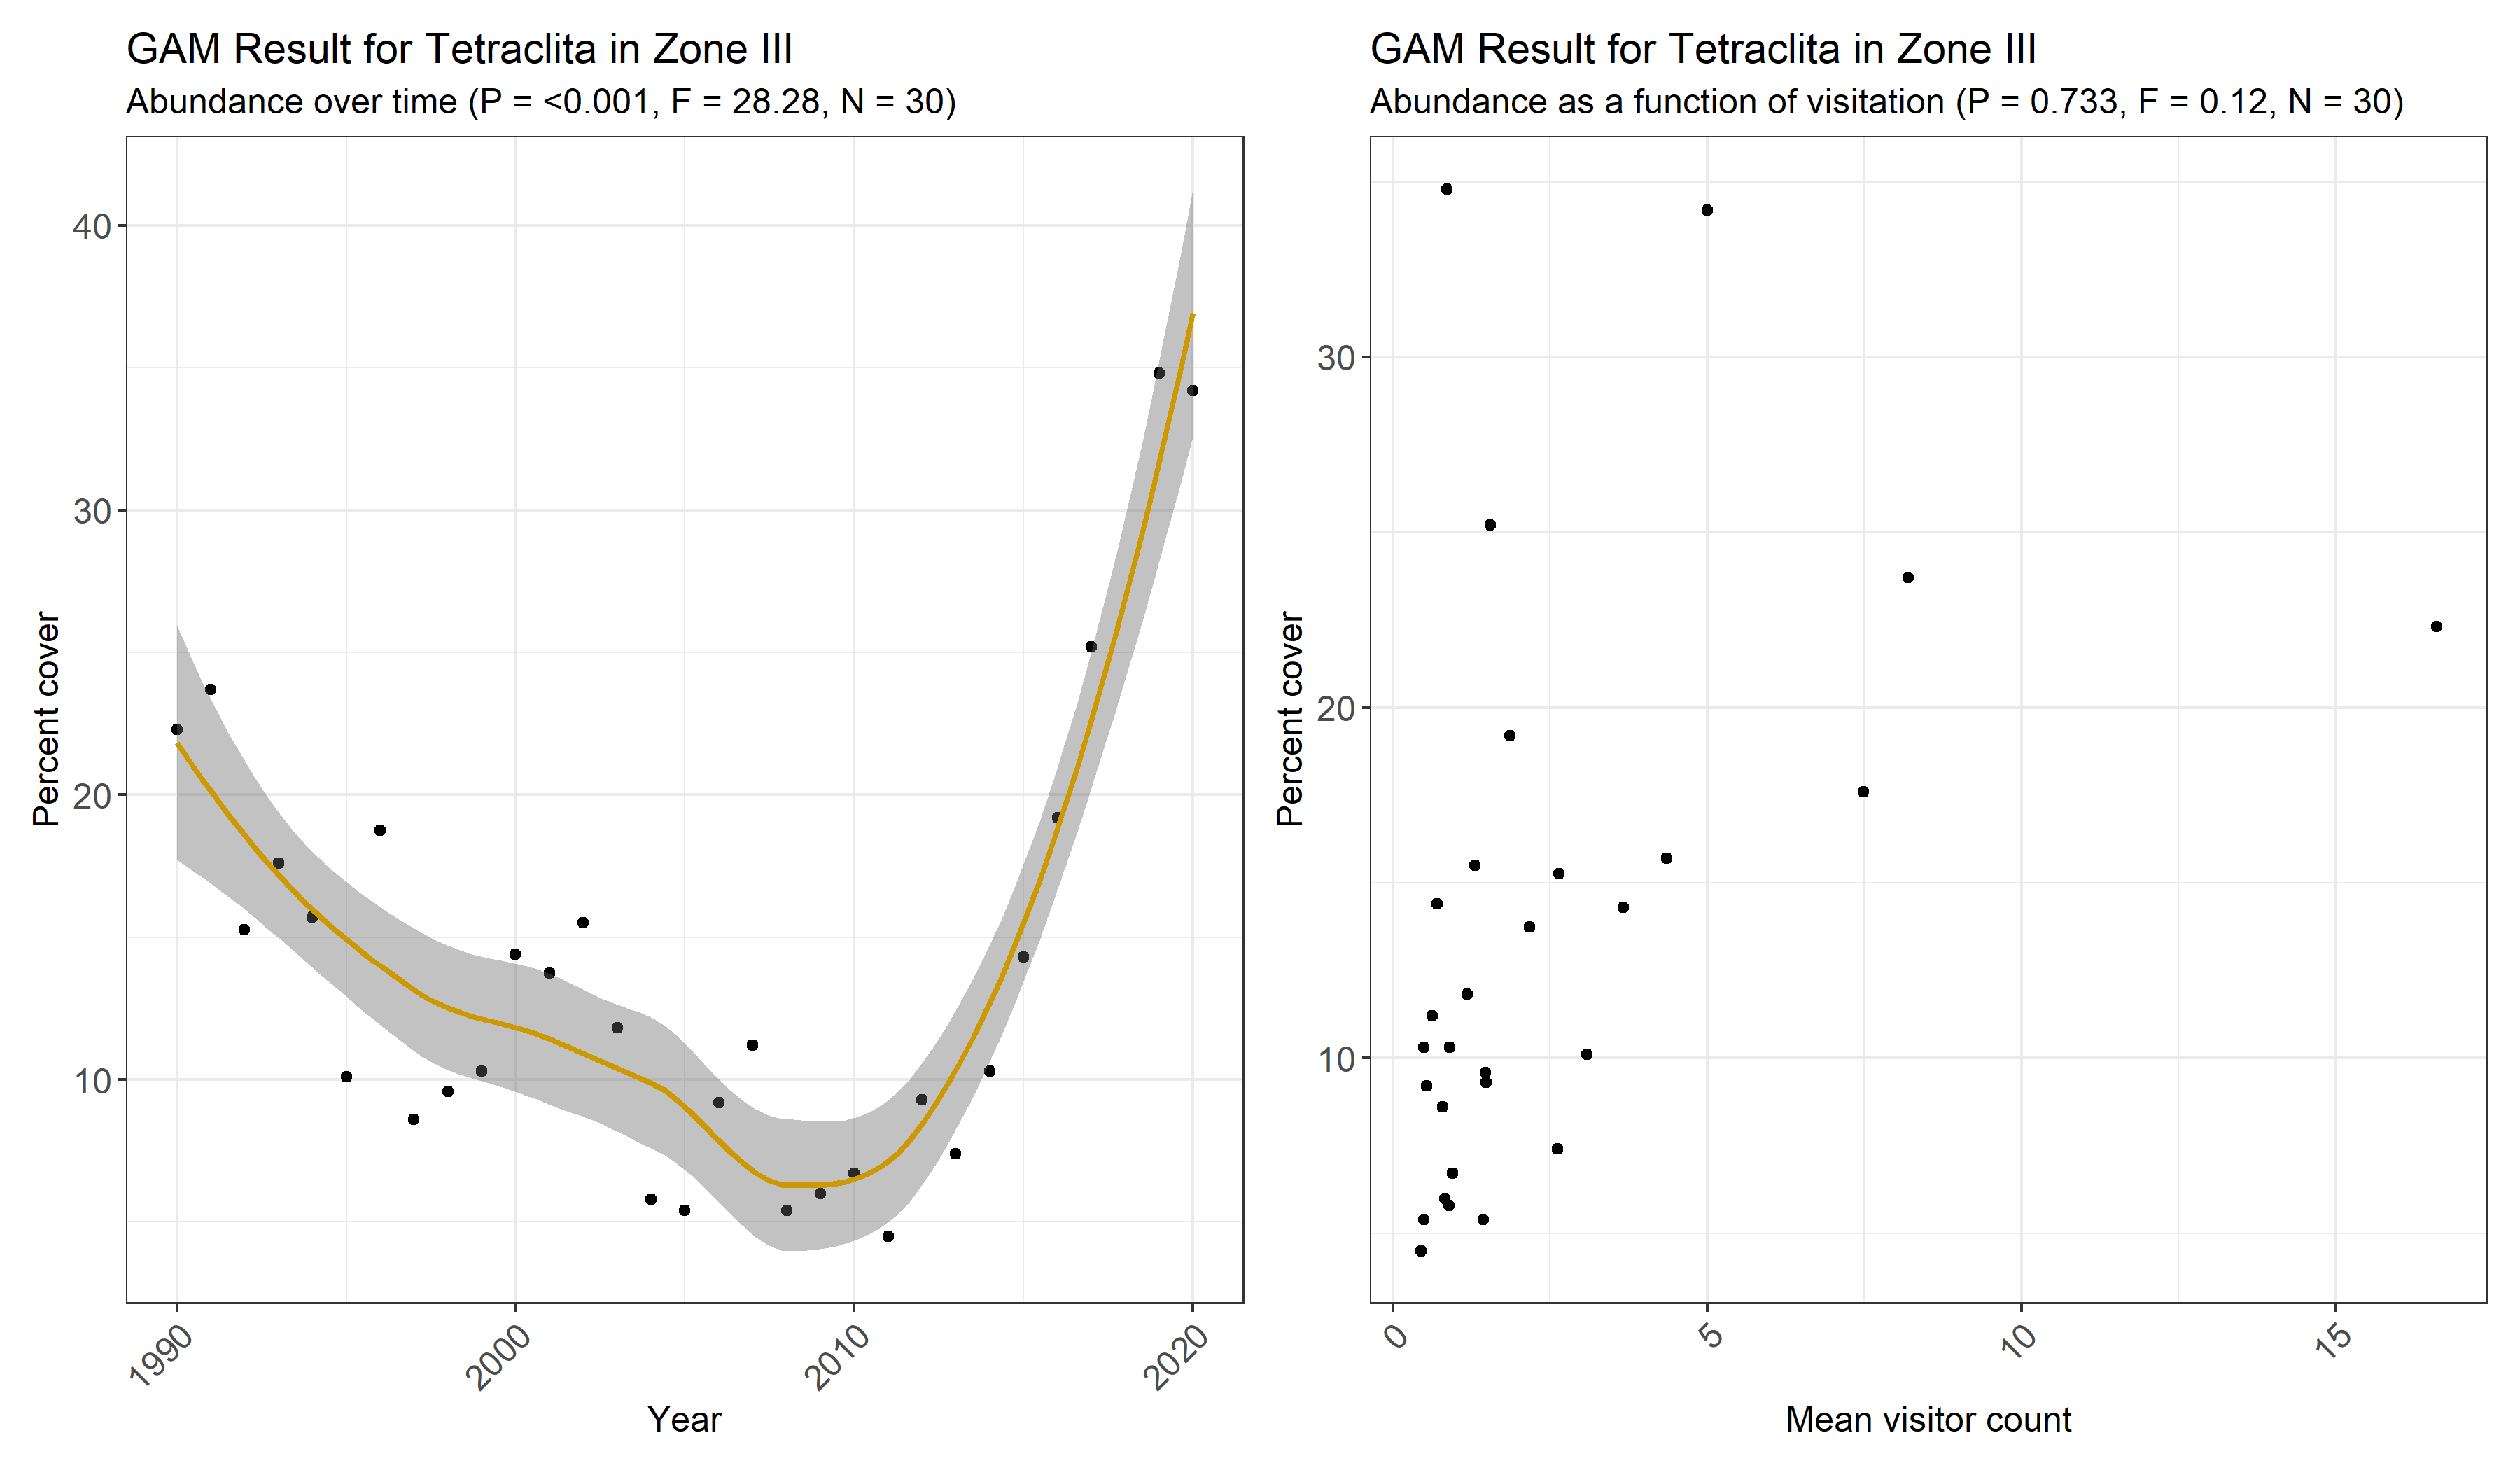 GAM Result for Tetraclita in Zone III
Abundance over time (P = <0.001, F = 28.28, N = 30)
Percent cover
40
30
20
10
1990
2000
2010
2020
Year
GAM Result for Tetraclita in Zone III
Abundance as a function of visitation (P = 0.733, F = 0.12, N = 30)
Percent cover
30
20
10
0
5
10
15
Mean visitor count